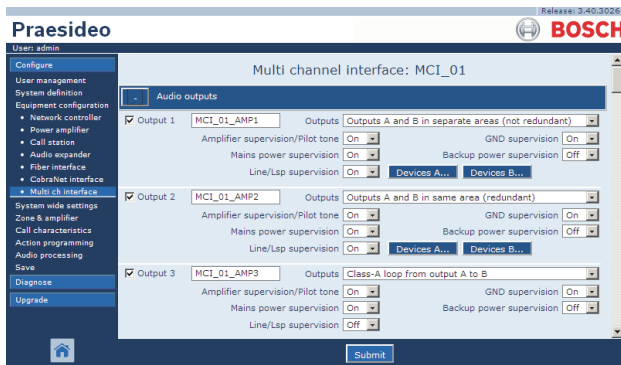 Release: 3.40.3026
Praesideo
BOSCH
User: admin
Configure
User management
System definition
Equipment configuration
• Network controller
• Power amplifier
• Call station
• Audio expander
• Fiber interface
• CobraNet interface
• Multi ch interface
System wide settings
Zone & amplifier
Call characteristics
Action programming
Audio processing
Save
Diagnose
Upgrade
Multi channel interface: MCI_01
- Audio outputs
Output 1 MCI_01_AMP1 Outputs Outputs A and B in separate areas (not redundant)
Amplifier supervision/Pilot tone On GND supervision On
Mains power supervision On Backup power supervision Off
Line/Lsp supervision On Devices A... Devices B...
Output 2 MCI_01_AMP2 Outputs Outputs A and B in same area (redundant)
Amplifier supervision/Pilot tone On GND supervision On
Mains power supervision On Backup power supervision Off
Line/Lsp supervision On Devices A... Devices B...
Output 3 MCI_01_AMP3 Outputs Class-A loop from output A to B
Amplifier supervision/Pilot tone On GND supervision On
Mains power supervision On Backup power supervision Off
Line/Lsp supervision Off
Submit